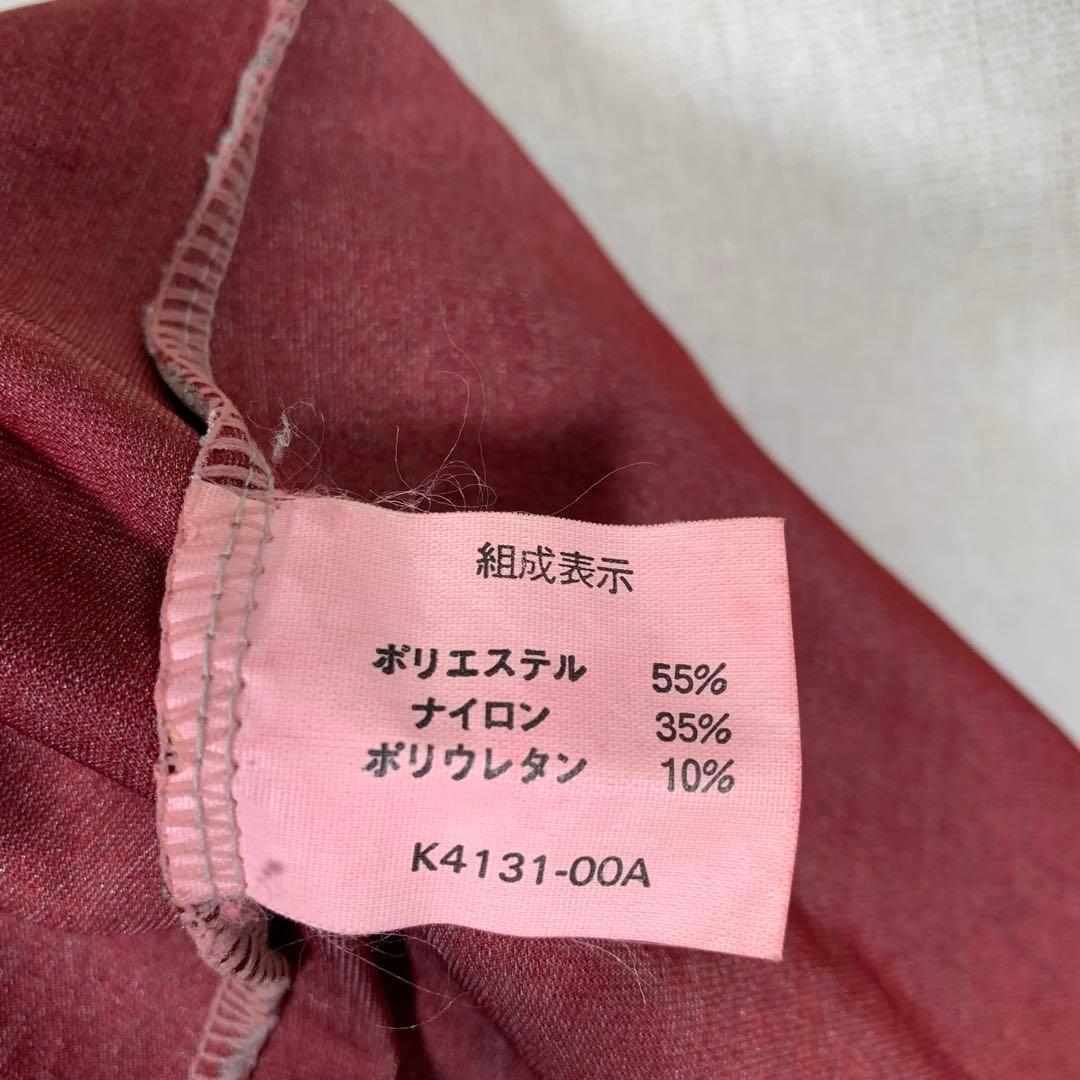 組成表示
ポリエステル 55%
ナイロン 35%
ポリウレタン 10%
K4131-00A